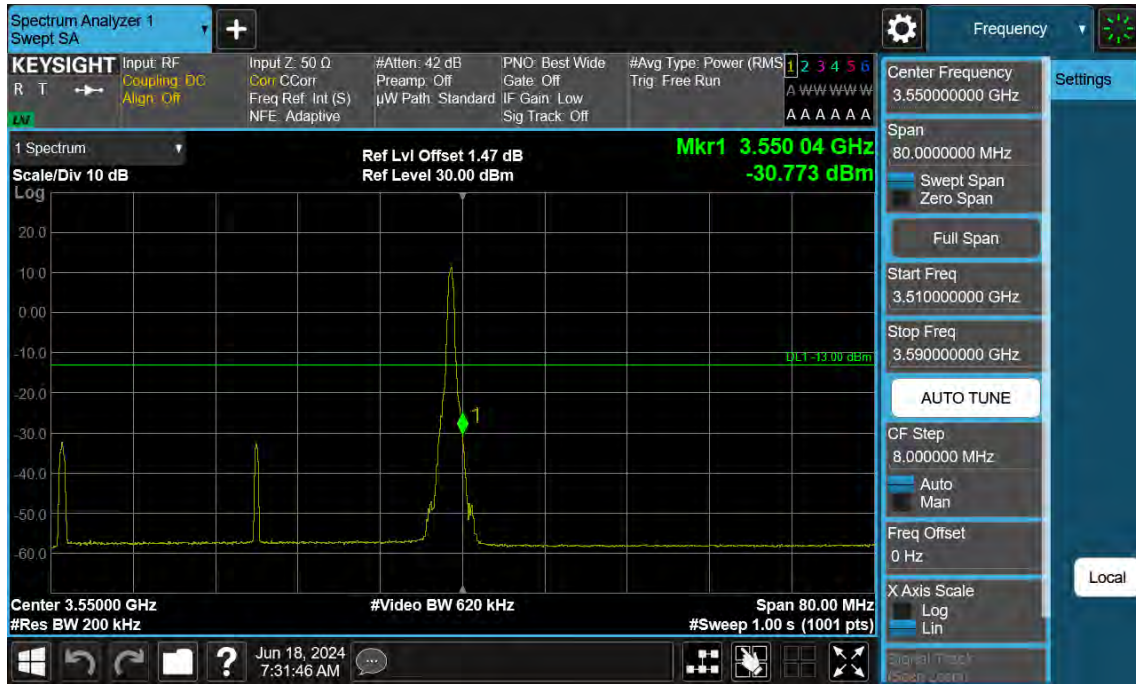 Spectrum Analyzer 1
Swept SA
+
Frequency
KEYSIGHT
R T
Input: RF
Coupling: DC
Align: Off
Input Z: 50 Ω
Corr CCorr
Freq Ref: Int (S)
NFE: Adaptive
#Atten: 42 dB
Preamp: Off
µW Path: Standard
PNO: Best Wide
Gate: Off
IF Gain: Low
Sig Track: Off
#Avg Type: Power (RMS
Trig: Free Run
1 2 3 4 5 6
A W W W W W
A A A A A A
1 Spectrum
Scale/Div 10 dB
Log
Ref Lvl Offset 1.47 dB
Ref Level 30.00 dBm
Mkr1 3.550 04 GHz
-30.773 dBm
20.0
10.0
0.00
-10.0
DL1 -13.00 dBm
-20.0
1
-30.0
-40.0
-50.0
-60.0
Center 3.55000 GHz
#Video BW 620 kHz
Span 80.00 MHz
#Res BW 200 kHz
#Sweep 1.00 s (1001 pts)
?
Jun 18, 2024
7:31:46 AM
Center Frequency
3.550000000 GHz
Settings
Span
80.0000000 MHz
Swept Span
Zero Span
Full Span
Start Freq
3.510000000 GHz
Stop Freq
3.590000000 GHz
AUTO TUNE
CF Step
8.000000 MHz
Auto
Man
Freq Offset
0 Hz
X Axis Scale
Log
Lin
Local
Signal Track
(Span Zoom)